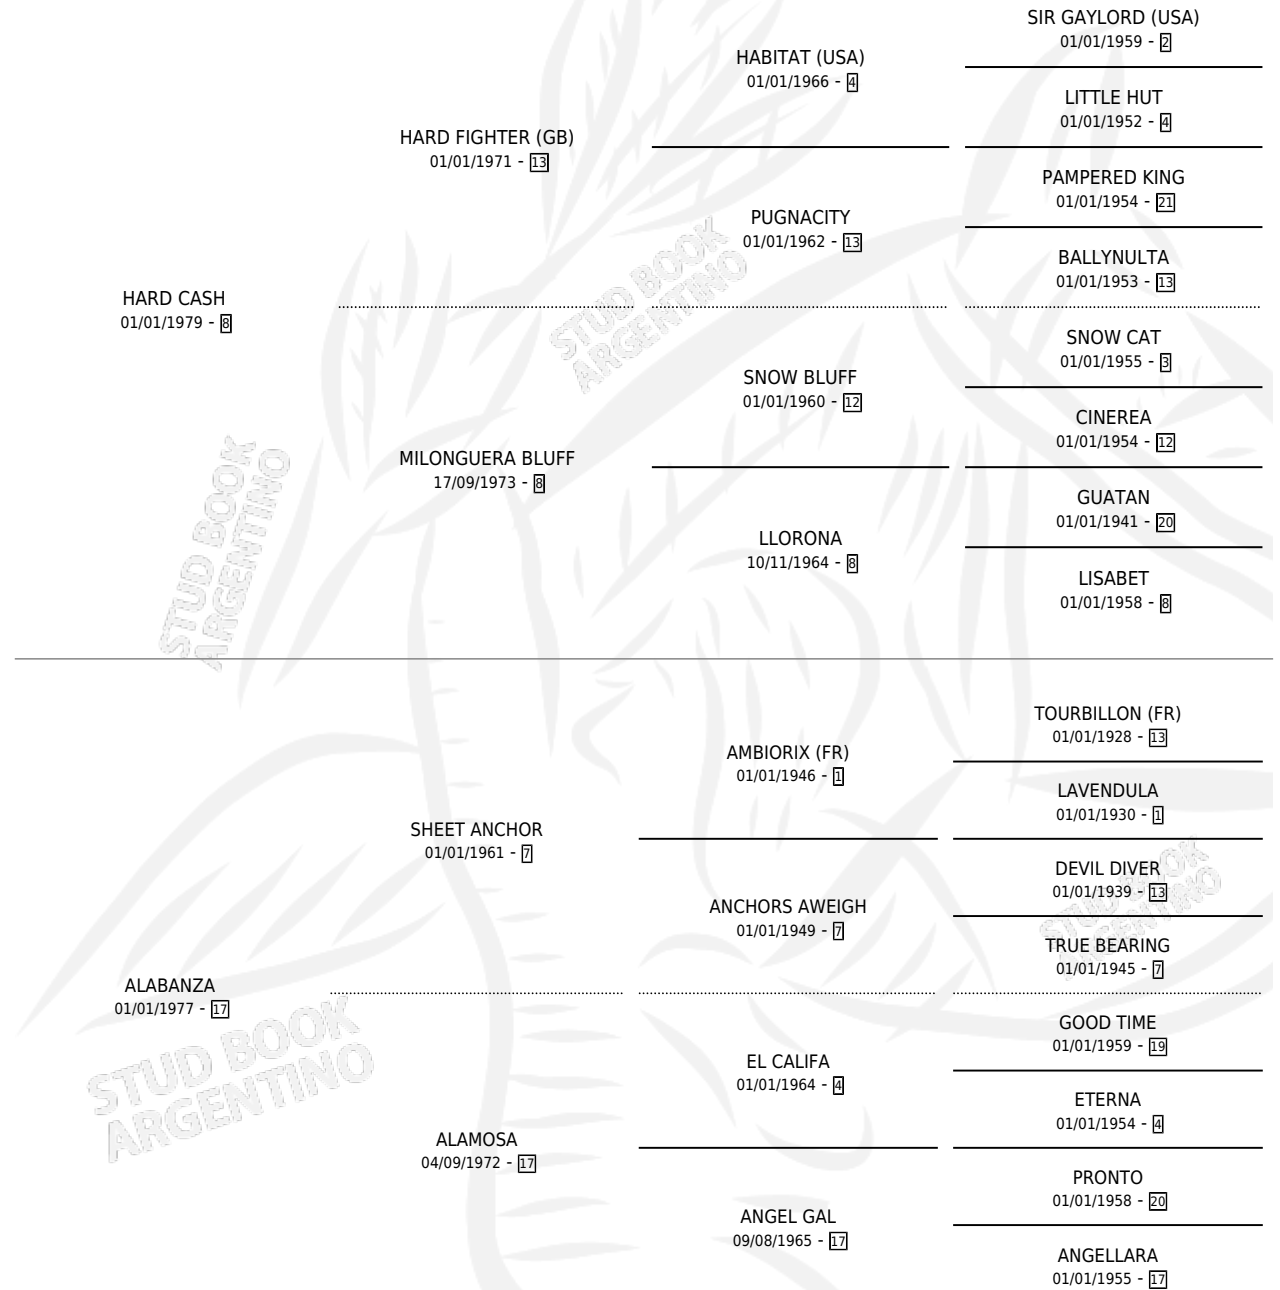 SIR GAYLORD (USA)
01/01/1959 - 2
HABITAT (USA)
01/01/1966 - 4
LITTLE HUT
01/01/1952 - 4
HARD FIGHTER (GB)
01/01/1971 - 13
PAMPERED KING
01/01/1954 - 21
PUGNACITY
01/01/1962 - 13
BALLYNULTA
01/01/1953 - 13
HARD CASH
01/01/1979 - 8
SNOW CAT
01/01/1955 - 3
SNOW BLUFF
01/01/1960 - 12
CINEREA
01/01/1954 - 12
MILONGUERA BLUFF
17/09/1973 - 8
GUATAN
01/01/1941 - 20
LLORONA
10/11/1964 - 8
LISABET
01/01/1958 - 8
STUD BOOK
ARGENTINO
STUD BOOK
ARGENTINO
TOURBILLON (FR)
01/01/1928 - 13
AMBIORIX (FR)
01/01/1946 - 1
LAVENDULA
01/01/1930 - 1
SHEET ANCHOR
01/01/1961 - 7
DEVIL DIVER
01/01/1939 - 13
ANCHORS AWEIGH
01/01/1949 - 7
TRUE BEARING
01/01/1945 - 7
ALABANZA
01/01/1977 - 17
GOOD TIME
01/01/1959 - 19
EL CALIFA
01/01/1964 - 4
ETERNA
01/01/1954 - 4
ALAMOSA
04/09/1972 - 17
PRONTO
01/01/1958 - 20
ANGEL GAL
09/08/1965 - 17
ANGELLARA
01/01/1955 - 17
STUD BOOK
ARGENTINO
STUD BOOK
ARGENTINO